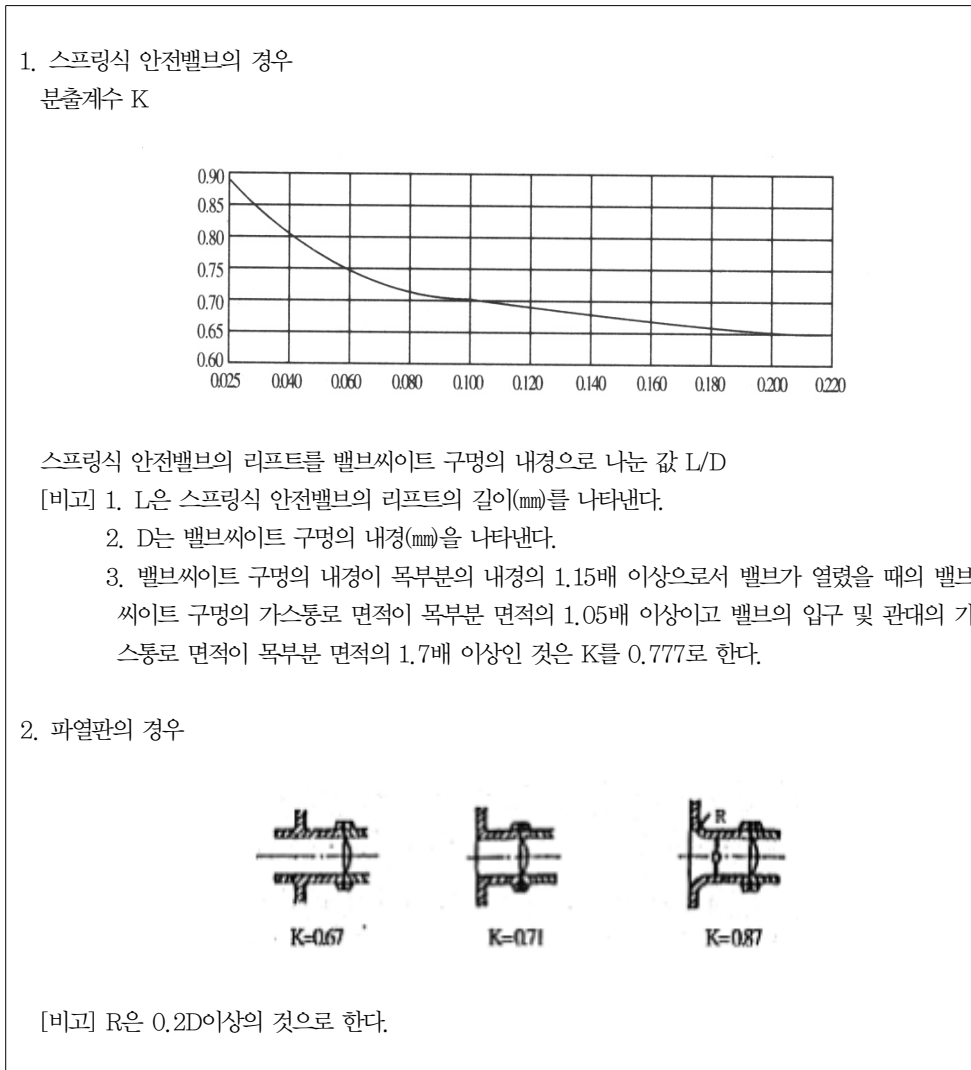 1. 스프링식 안전밸브의 경우
분출계수 K
0.90
0.85
0.80
0.75
0.70
0.65
0.60
0.025 0.040 0.060 0.080 0.100 0.120 0.140 0.160 0.180 0.200 0.220
스프링식 안전밸브의 리프트를 밸브씨이트 구멍의 내경으로 나눈 값 L/D
[비고] 1. L은 스프링식 안전밸브의 리프트의 길이(㎜)를 나타낸다.
2. D는 밸브씨이트 구멍의 내경(㎜)을 나타낸다.
3. 밸브씨이트 구멍의 내경이 목부분의 내경의 1.15배 이상으로서 밸브가 열렸을 때의 밸브
씨이트 구멍의 가스통로 면적이 목부분 면적의 1.05배 이상이고 밸브의 입구 및 관대의 가
스통로 면적이 목부분 면적의 1.7배 이상인 것은 K를 0.777로 한다.
2. 파열판의 경우
R
K=0.67 K=0.71 K=0.87
[비고] R은 0.2D이상의 것으로 한다.